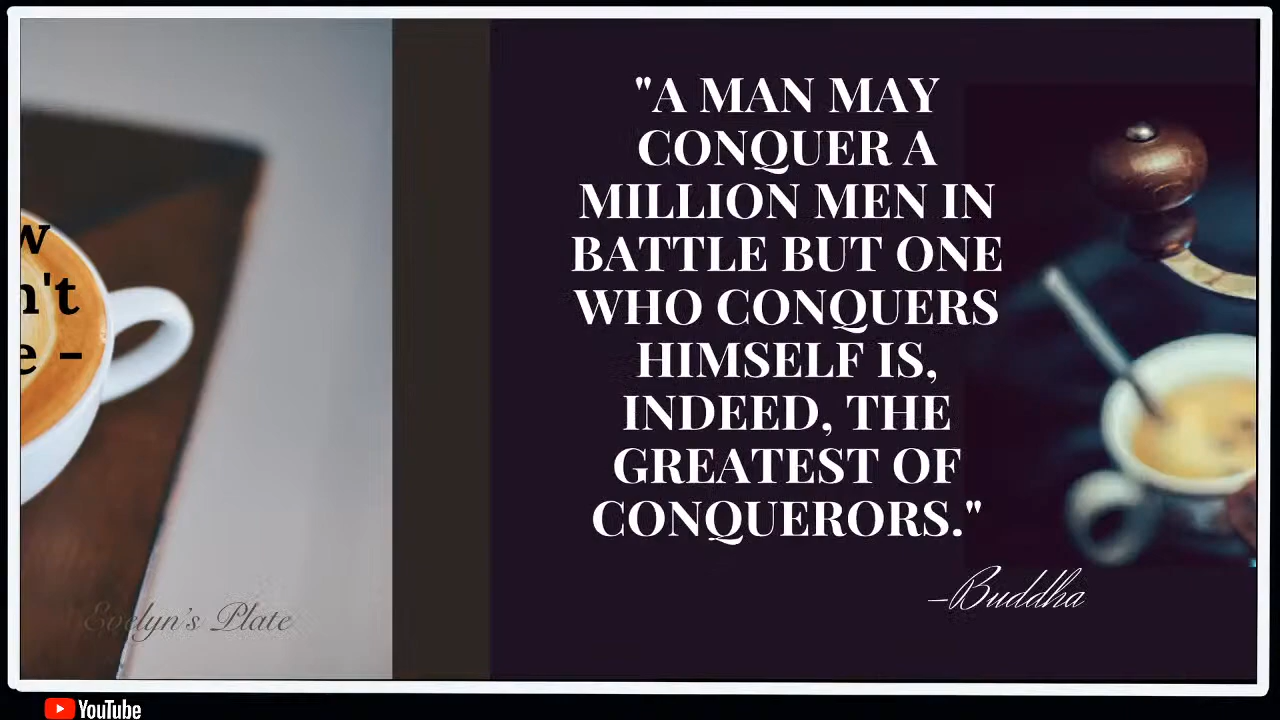 w
n't
e –
Evelyn's Plate
"A MAN MAY
CONQUER A
MILLION MEN IN
BATTLE BUT ONE
WHO CONQUERS
HIMSELF IS,
INDEED, THE
GREATEST OF
CONQUERORS."
–Buddha
YouTube